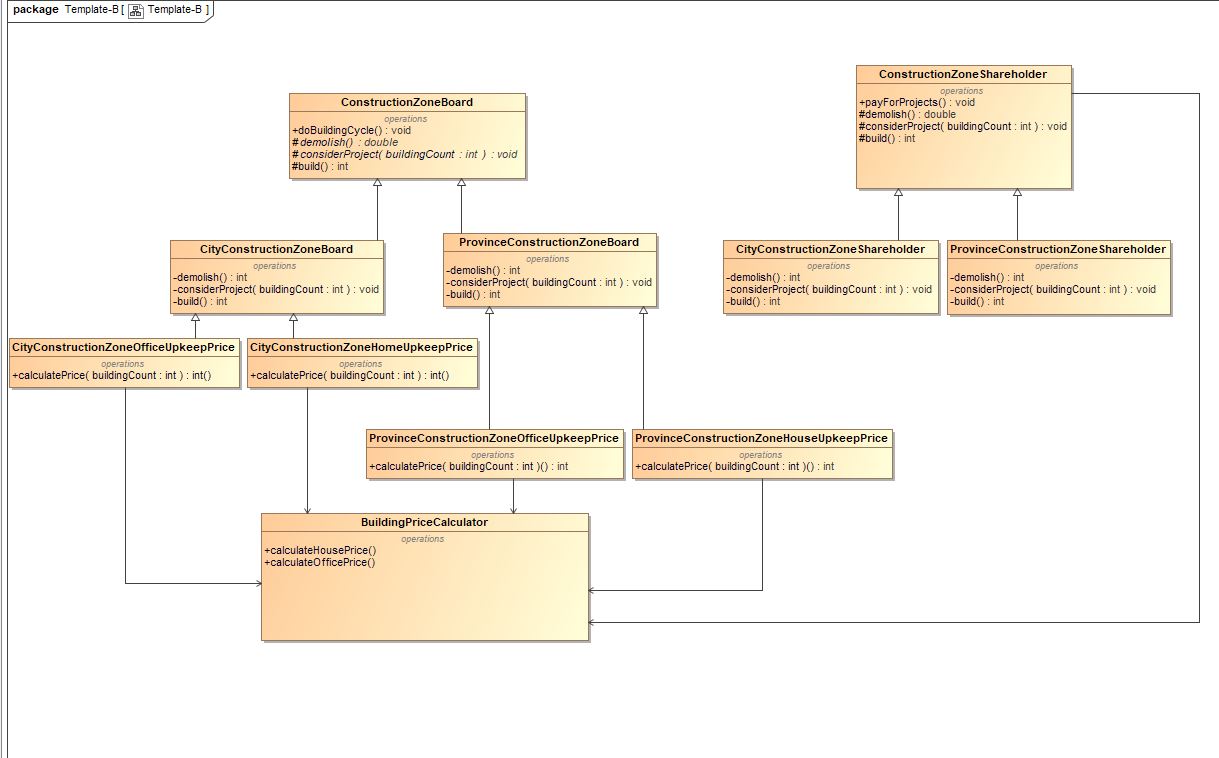 package Template-B [ Template-B ]
ConstructionZoneBoard
operations
+doBuildingCycle() : void
#demolish() : double
#considerProject( buildingCount : int ) : void
#build() : int
ConstructionZoneShareholder
operations
+payForProjects() : void
#demolish() : double
#considerProject( buildingCount : int ) : void
#build() : int
CityConstructionZoneBoard
operations
-demolish() : int
-considerProject( buildingCount : int ) : void
-build() : int
ProvinceConstructionZoneBoard
operations
-demolish() : int
-considerProject( buildingCount : int ) : void
-build() : int
CityConstructionZoneShareholder
operations
-demolish() : int
-considerProject( buildingCount : int ) : void
-build() : int
ProvinceConstructionZoneShareholder
operations
-demolish() : int
-considerProject( buildingCount : int ) : void
-build() : int
CityConstructionZoneOfficeUpkeepPrice
operations
+calculatePrice( buildingCount : int ) : int()
CityConstructionZoneHomeUpkeepPrice
operations
+calculatePrice( buildingCount : int ) : int()
ProvinceConstructionZoneOfficeUpkeepPrice
operations
+calculatePrice( buildingCount : int )() : int
ProvinceConstructionZoneHouseUpkeepPrice
operations
+calculatePrice( buildingCount : int )() : int
BuildingPriceCalculator
operations
+calculateHousePrice()
+calculateOfficePrice()